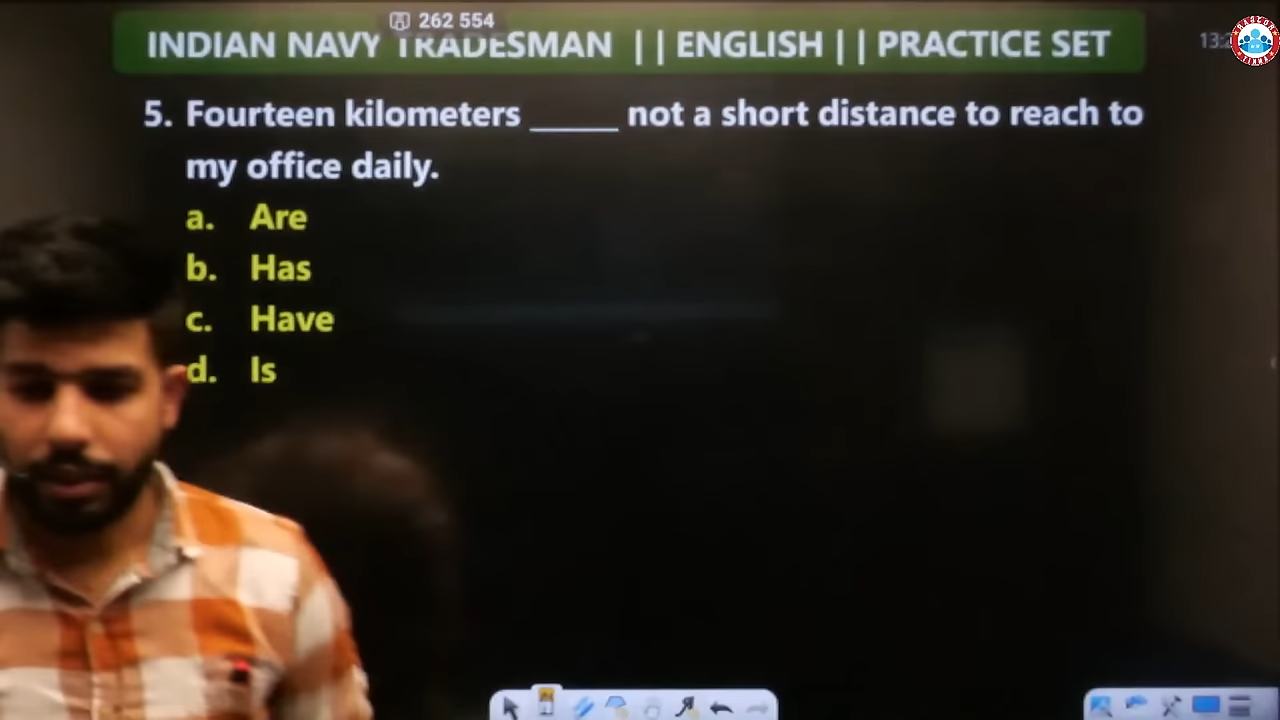 262 554
INDIAN NAVY TRADESMAN || ENGLISH || PRACTICE SET
5. Fourteen kilometers _____ not a short distance to reach to
my office daily.
a. Are
b. Has
c. Have
d. Is